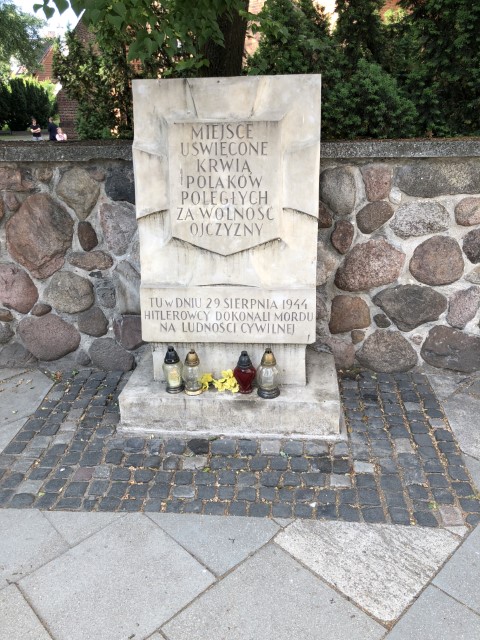 MIEJSCE
UŚWIĘCONE
KRWIĄ
POLAKÓW
POLEGŁYCH
ZA WOLNOŚĆ
OJCZYZNY
TU W DNIU 29 SIERPNIA 1944
HITLEROWCY DOKONALI MORDU
NA LUDNOŚCI CYWILNEJ